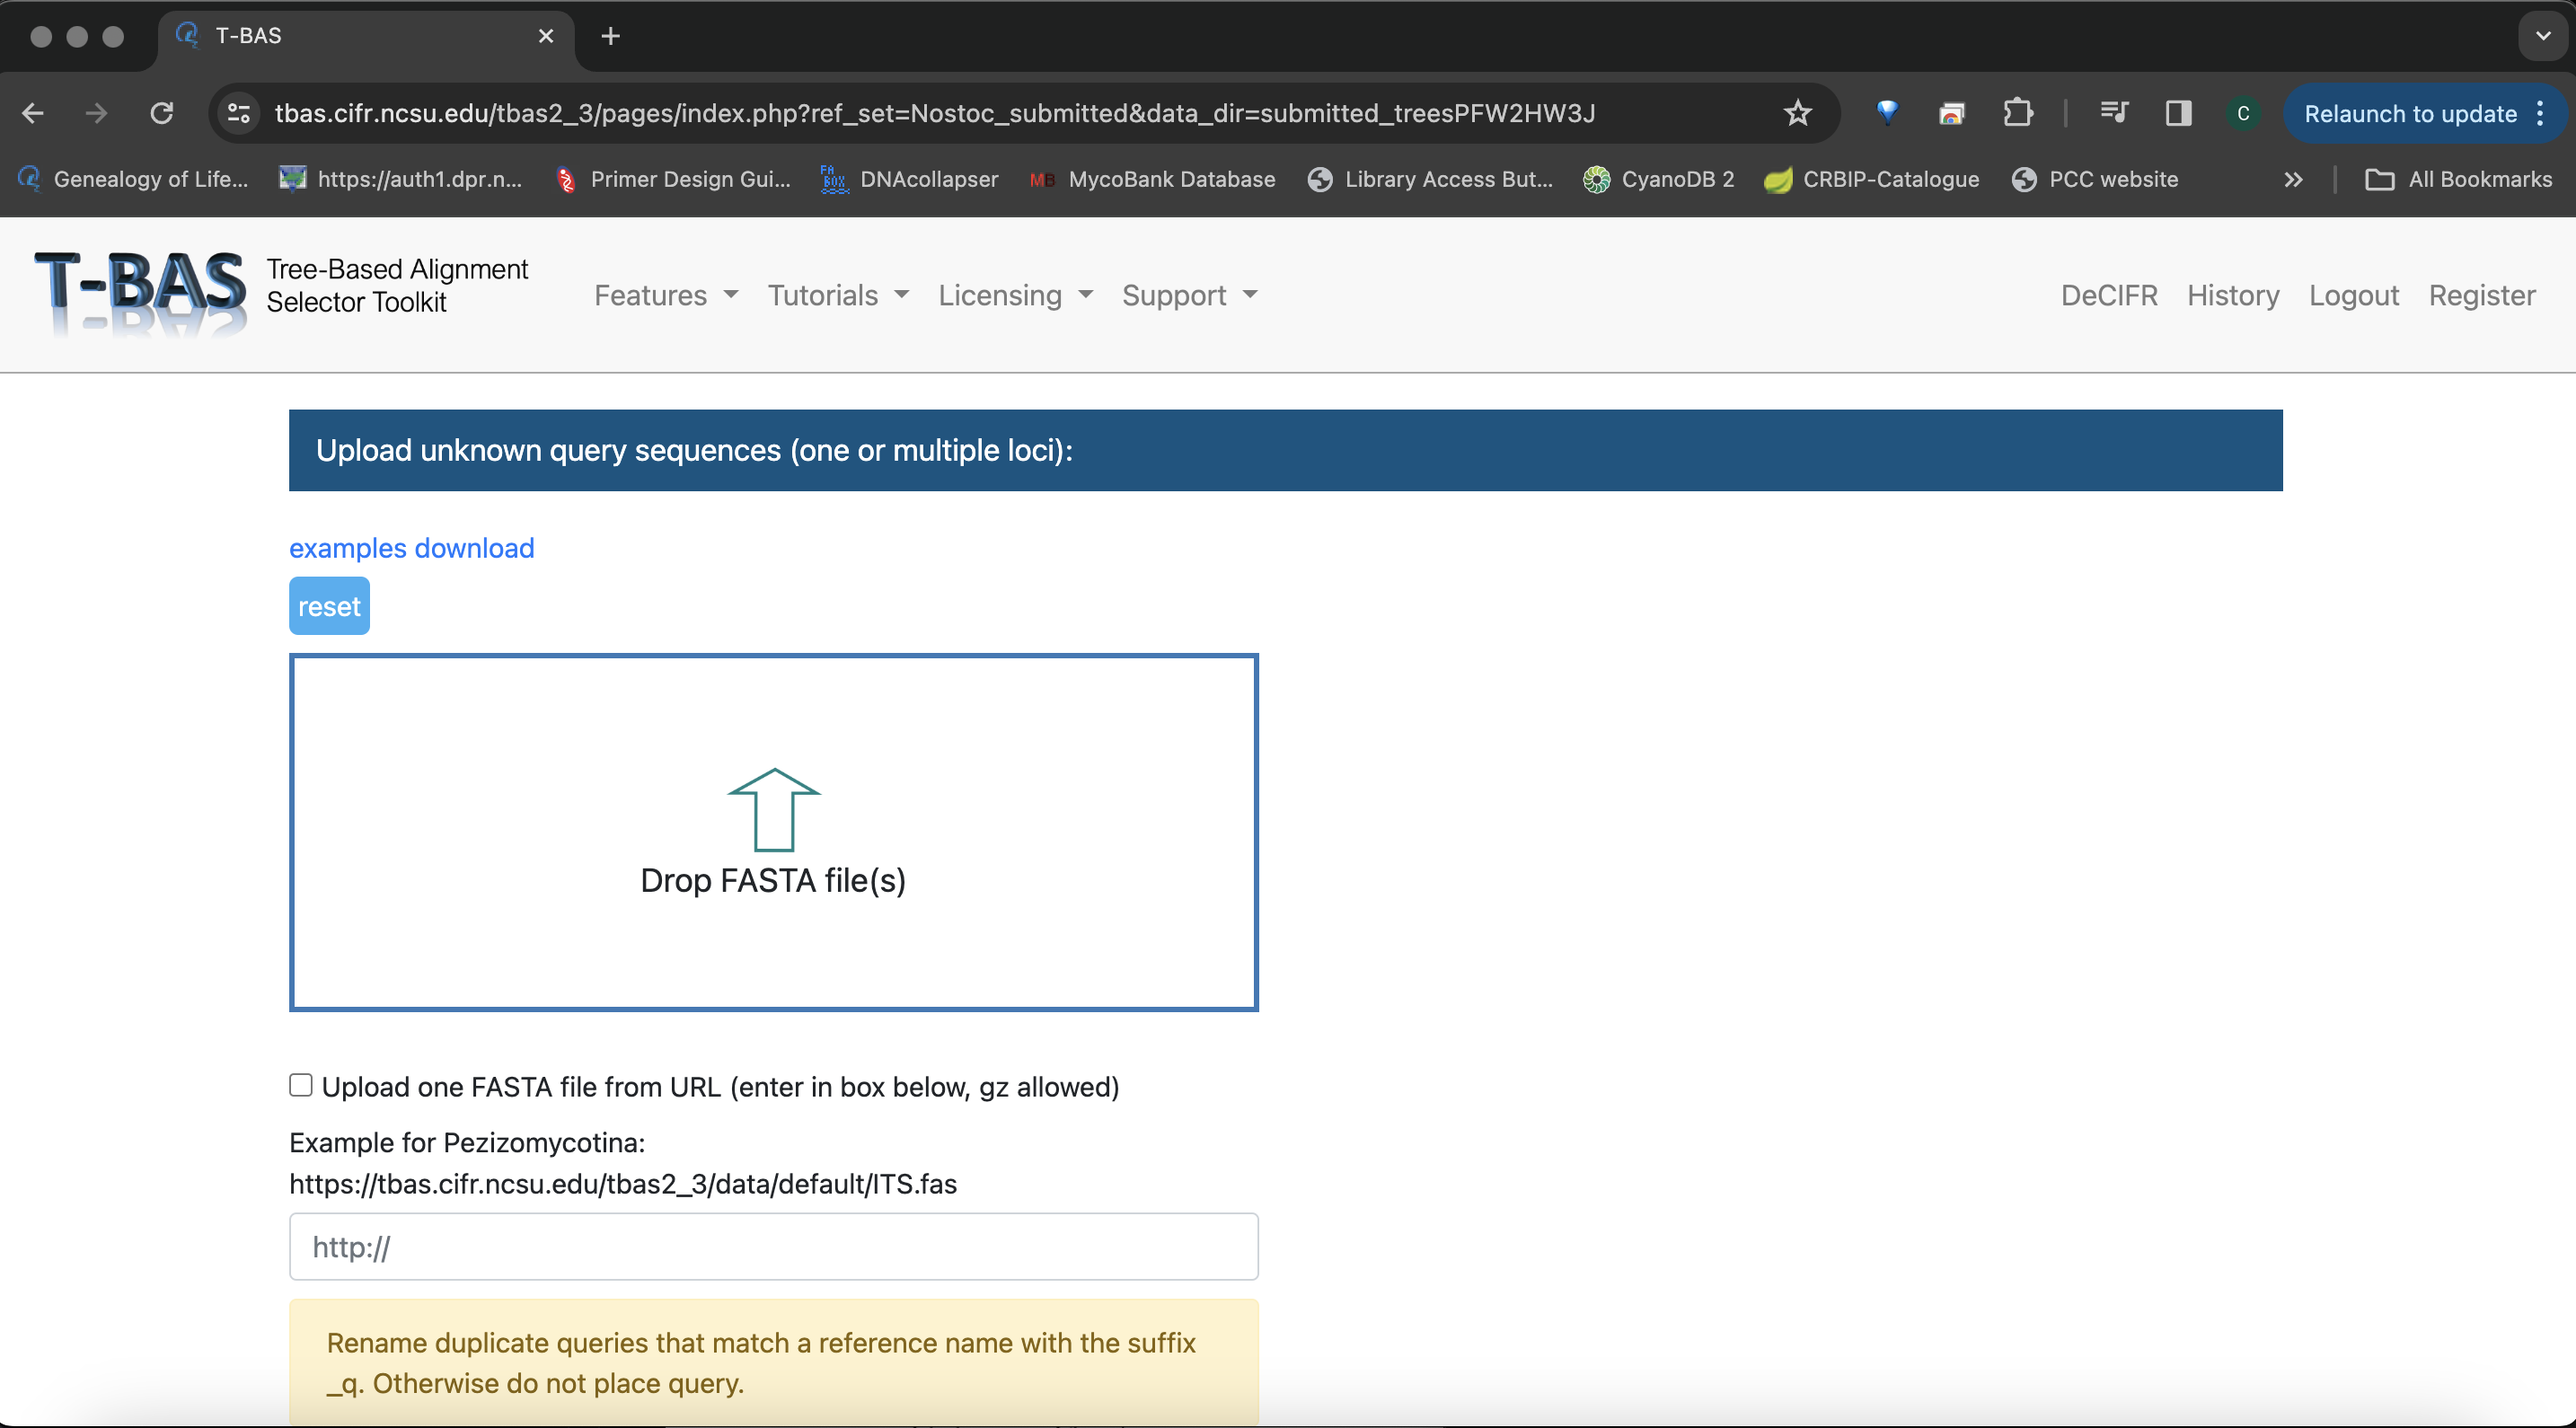 T-BAS
tbas.cifr.ncsu.edu/tbas2_3/pages/index.php?ref_set=Nostoc_submitted&data_dir=submitted_treesPFW2HW3J
C
Relaunch to update
Genealogy of Life...
https://auth1.dpr.n...
Primer Design Gui...
FA BOX
DNAcollapser
MB
MycoBank Database
Library Access But...
CyanoDB 2
CRBIP-Catalogue
PCC website
All Bookmarks
T-BAS
Tree-Based Alignment
Selector Toolkit
Features
Tutorials
Licensing
Support
DeCIFR
History
Logout
Register
Upload unknown query sequences (one or multiple loci):
examples download
reset
Drop FASTA file(s)
Upload one FASTA file from URL (enter in box below, gz allowed)
Example for Pezizomycotina:
https://tbas.cifr.ncsu.edu/tbas2_3/data/default/ITS.fas
http://
Rename duplicate queries that match a reference name with the suffix
_q. Otherwise do not place query.